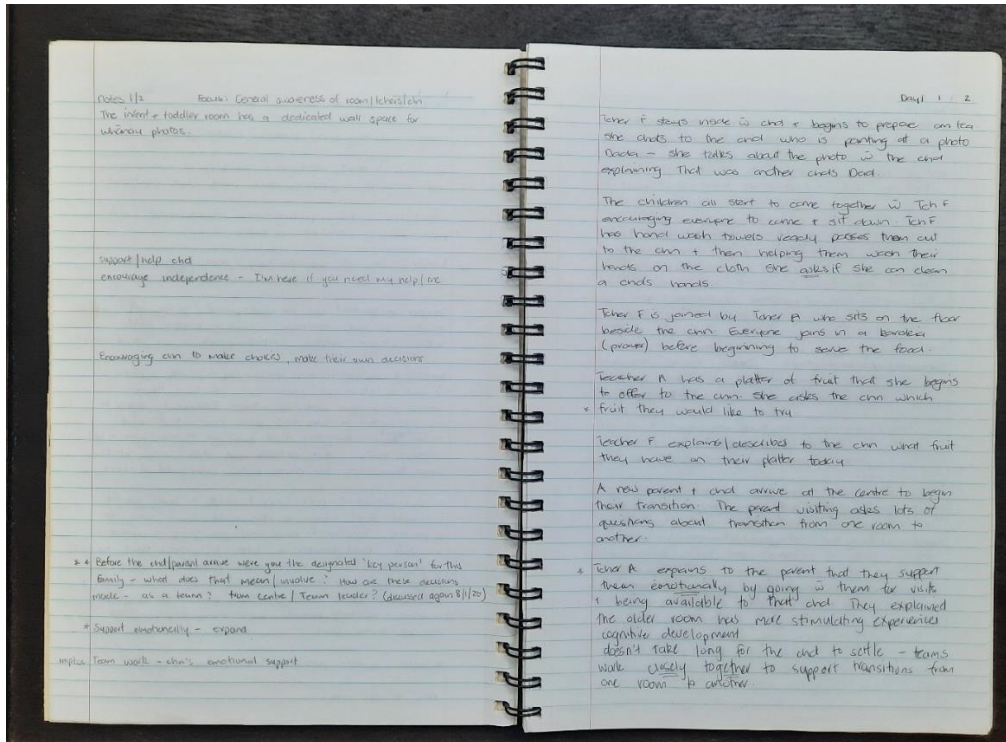 Notes 1/2 Focus: General awareness of room/
The infant + toddler room has a dedicated wall space for
whānau photos.
support/help chd
encourage independence - I'm here if you need my help/me
Encouraging chn to make choices, make their own decisions
* * Before the chd/parent arrive were you the designated 'key person' for this
family - what does that mean/involve? How are these decisions
made - as a team? from centre/Team leader? (discussed again 8/1/20)
* Support emotionally - expand
Team work - chn's emotional support
Day 1 1 : 2
Tcher F stays inside w̄ chd + begins to prepare am tea
she chats to the chd who is pointing at a photo
Dada - she talks about the photo w̄ the chd
explaining that was another chds Dad.
The children all start to come together w̄ Tch F
encouraging everyone to come + sit down. Tch F
has hand wash towels ready passes them out
to the chn + then helping them wash their
hands on the cloth she asks if she can clean
a chds hands.
Tcher F is joined by Tcher A who sits on the floor
beside the chn. Everyone joins in a karakia
(prayer) before beginning to serve the food.
Teacher A has a platter of fruit that she begins
to offer to the chn. She asks the chn which
* fruit they would like to try
Teacher F explains/described to the chn what fruit
they have on their platter today
A new parent + chd arrive at the centre to begin
their transition. The parent visiting asks lots of
questions about transition from one room to
another.
* Tcher A explains to the parent that they support
them emotionally by going w̄ them for visits
+ being available to that chd They explained
the older room has more stimulating experiences
cognitive development
doesn't take long for the chd to settle - teams
work closely together to support transitions from
one room to another.